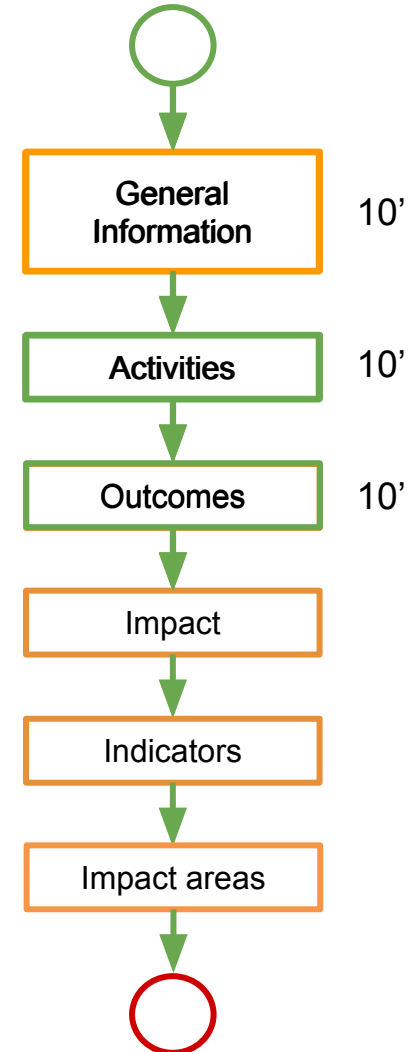 General
Information
10’
Activities
10’
Outcomes
10’
Impact
Indicators
Impact areas